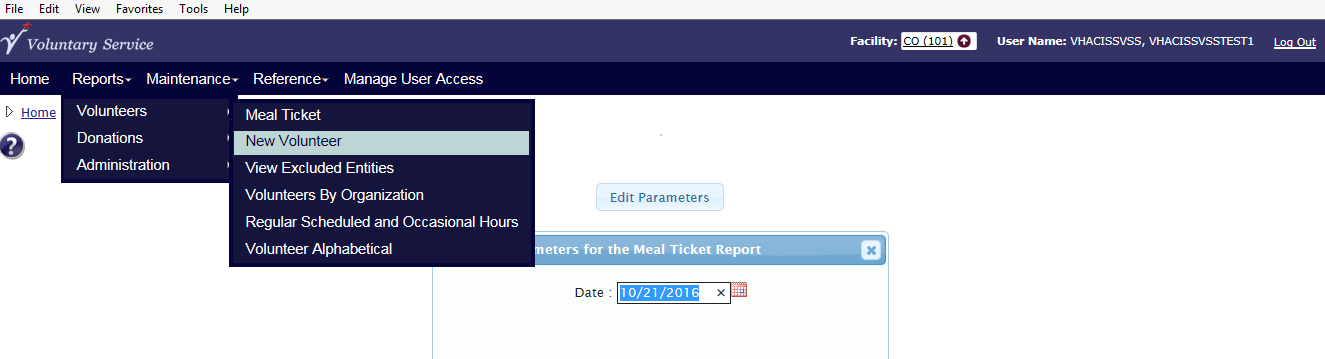 File Edit View Favorites Tools Help
Voluntary Service
Facility: CO (101) User Name: VHACISSVSS, VHACISSVSSTEST1 Log Out
Home Reports Maintenance Reference Manage User Access
Home
Volunteers
Donations
Administration
Meal Ticket
New Volunteer
View Excluded Entities
Volunteers By Organization
Regular Scheduled and Occasional Hours
Volunteer Alphabetical
?
Edit Parameters
meters for the Meal Ticket Report
Date : 10/21/2016